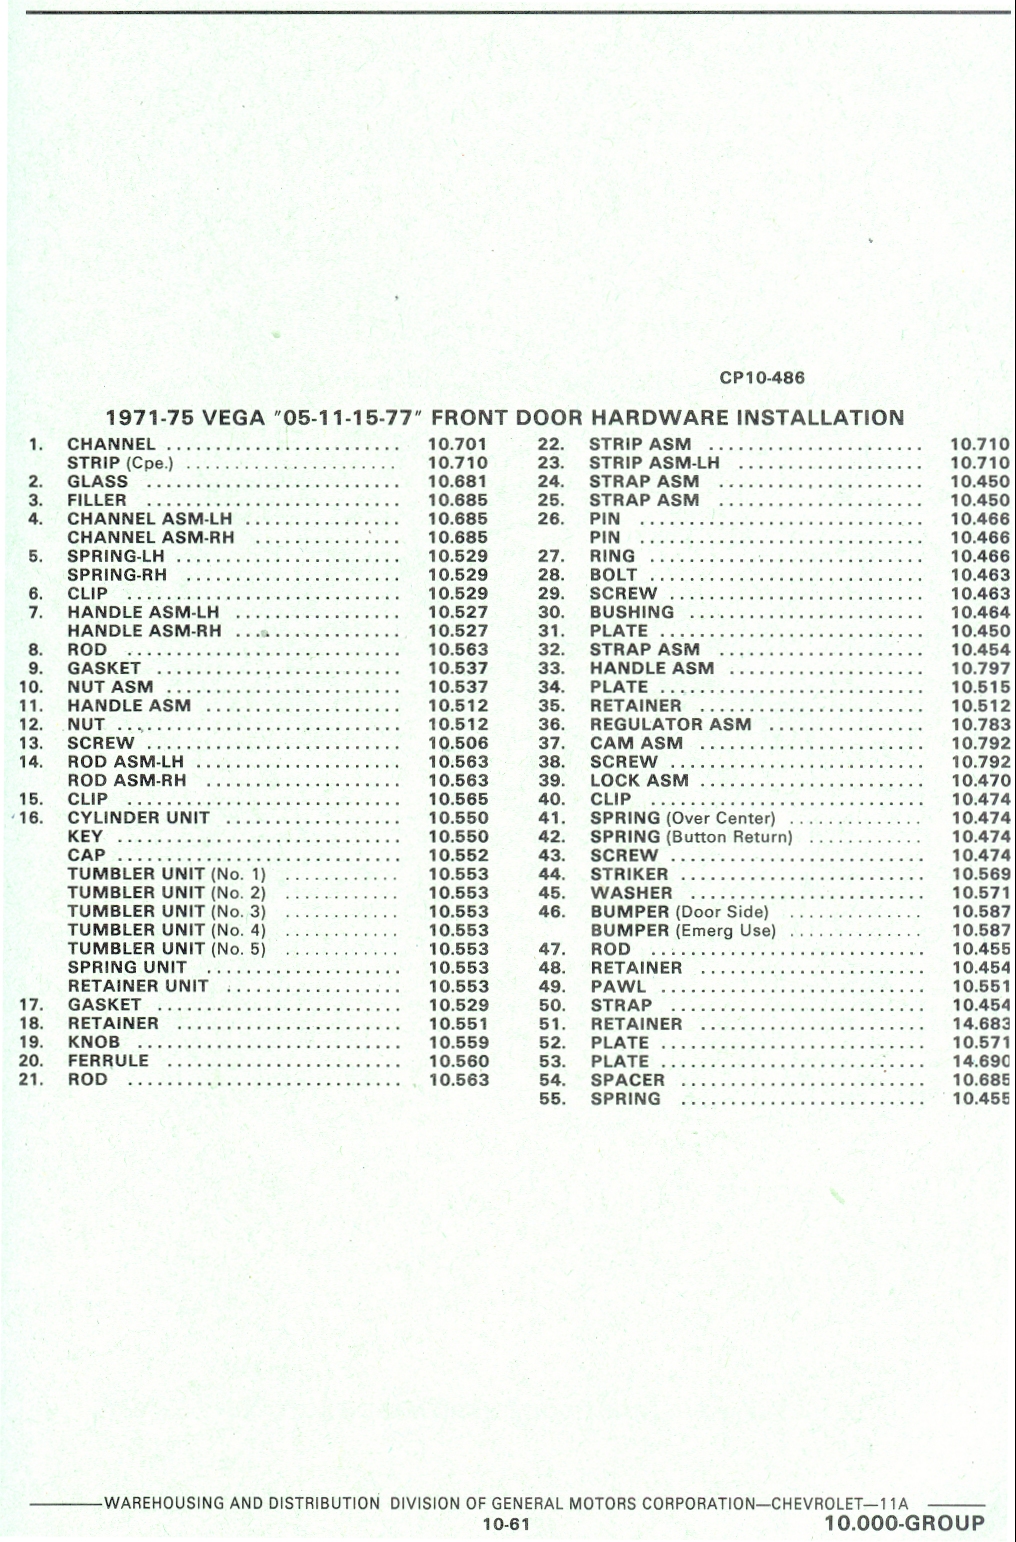 CP10-486
1971-75 VEGA "05-11-15-77" FRONT DOOR HARDWARE INSTALLATION
1. CHANNEL ........................ 10.701
STRIP (Cpe.) ...................... 10.710
2. GLASS .......................... 10.681
3. FILLER ......................... 10.685
4. CHANNEL ASM-LH ................ 10.685
CHANNEL ASM-RH ............... 10.685
5. SPRING-LH ....................... 10.529
SPRING-RH ...................... 10.529
6. CLIP ............................ 10.529
7. HANDLE ASM-LH ................. 10.527
HANDLE ASM-RH ................. 10.527
8. ROD ............................ 10.563
9. GASKET ......................... 10.537
10. NUT ASM ........................ 10.537
11. HANDLE ASM .................... 10.512
12. NUT ............................. 10.512
13. SCREW .......................... 10.506
14. ROD ASM-LH ..................... 10.563
ROD ASM-RH .................... 10.563
15. CLIP ............................ 10.565
16. CYLINDER UNIT .................. 10.550
KEY ............................. 10.550
CAP ............................. 10.552
TUMBLER UNIT (No. 1) ............ 10.553
TUMBLER UNIT (No. 2) ............ 10.553
TUMBLER UNIT (No. 3) ............ 10.553
TUMBLER UNIT (No. 4) ............ 10.553
TUMBLER UNIT (No. 5) ............ 10.553
SPRING UNIT .................... 10.553
RETAINER UNIT .................. 10.553
17. GASKET ......................... 10.529
18. RETAINER ....................... 10.551
19. KNOB ........................... 10.559
20. FERRULE ........................ 10.560
21. ROD ............................ 10.563
22. STRIP ASM ...................... 10.710
23. STRIP ASM-LH ................... 10.710
24. STRAP ASM ..................... 10.450
25. STRAP ASM ..................... 10.450
26. PIN ............................. 10.466
PIN ............................. 10.466
27. RING ............................ 10.466
28. BOLT ............................ 10.463
29. SCREW .......................... 10.463
30. BUSHING ........................ 10.464
31. PLATE ........................... 10.450
32. STRAP ASM ..................... 10.454
33. HANDLE ASM .................... 10.797
34. PLATE ........................... 10.515
35. RETAINER ....................... 10.512
36. REGULATOR ASM ................ 10.783
37. CAM ASM ....................... 10.792
38. SCREW .......................... 10.792
39. LOCK ASM ....................... 10.470
40. CLIP ............................ 10.474
41. SPRING (Over Center) .............. 10.474
42. SPRING (Button Return) ............ 10.474
43. SCREW .......................... 10.474
44. STRIKER ......................... 10.569
45. WASHER ........................ 10.571
46. BUMPER (Door Side) .............. 10.587
BUMPER (Emerg Use) .............. 10.587
47. ROD ............................ 10.455
48. RETAINER ....................... 10.454
49. PAWL ........................... 10.551
50. STRAP .......................... 10.454
51. RETAINER ....................... 14.683
52. PLATE ........................... 10.571
53. PLATE ........................... 14.690
54. SPACER ......................... 10.685
55. SPRING ......................... 10.455
WAREHOUSING AND DISTRIBUTION DIVISION OF GENERAL MOTORS CORPORATION—CHEVROLET—11A
10-61
10.000-GROUP